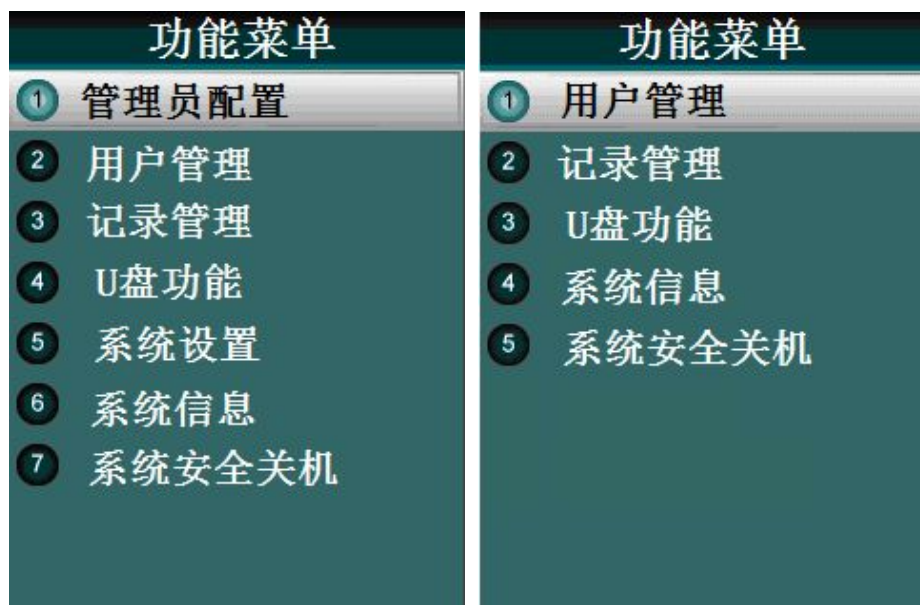 功能菜单
1 管理员配置
2 用户管理
3 记录管理
4 U盘功能
5 系统设置
6 系统信息
7 系统安全关机
功能菜单
1 用户管理
2 记录管理
3 U盘功能
4 系统信息
5 系统安全关机